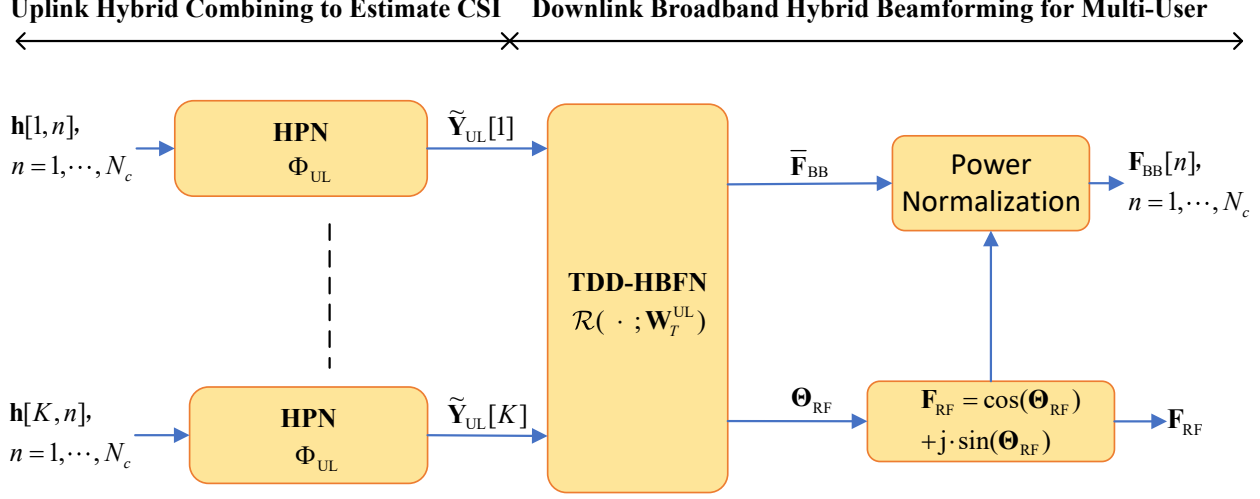 Uplink Hybrid Combining to Estimate CSI Downlink Broadband Hybrid Beamforming for Multi-User
h[1,n],
n=1,⋯,N_c
HPN
Φ_UL
Ỹ_UL[1]
TDD-HBFN
ℛ( · ;W_T^UL)
F̅_BB
Power
Normalization
F_BB[n],
n=1,⋯,N_c
h[K,n],
n=1,⋯,N_c
HPN
Φ_UL
Ỹ_UL[K]
Θ_RF
F_RF=cos(Θ_RF)
+j·sin(Θ_RF)
F_RF